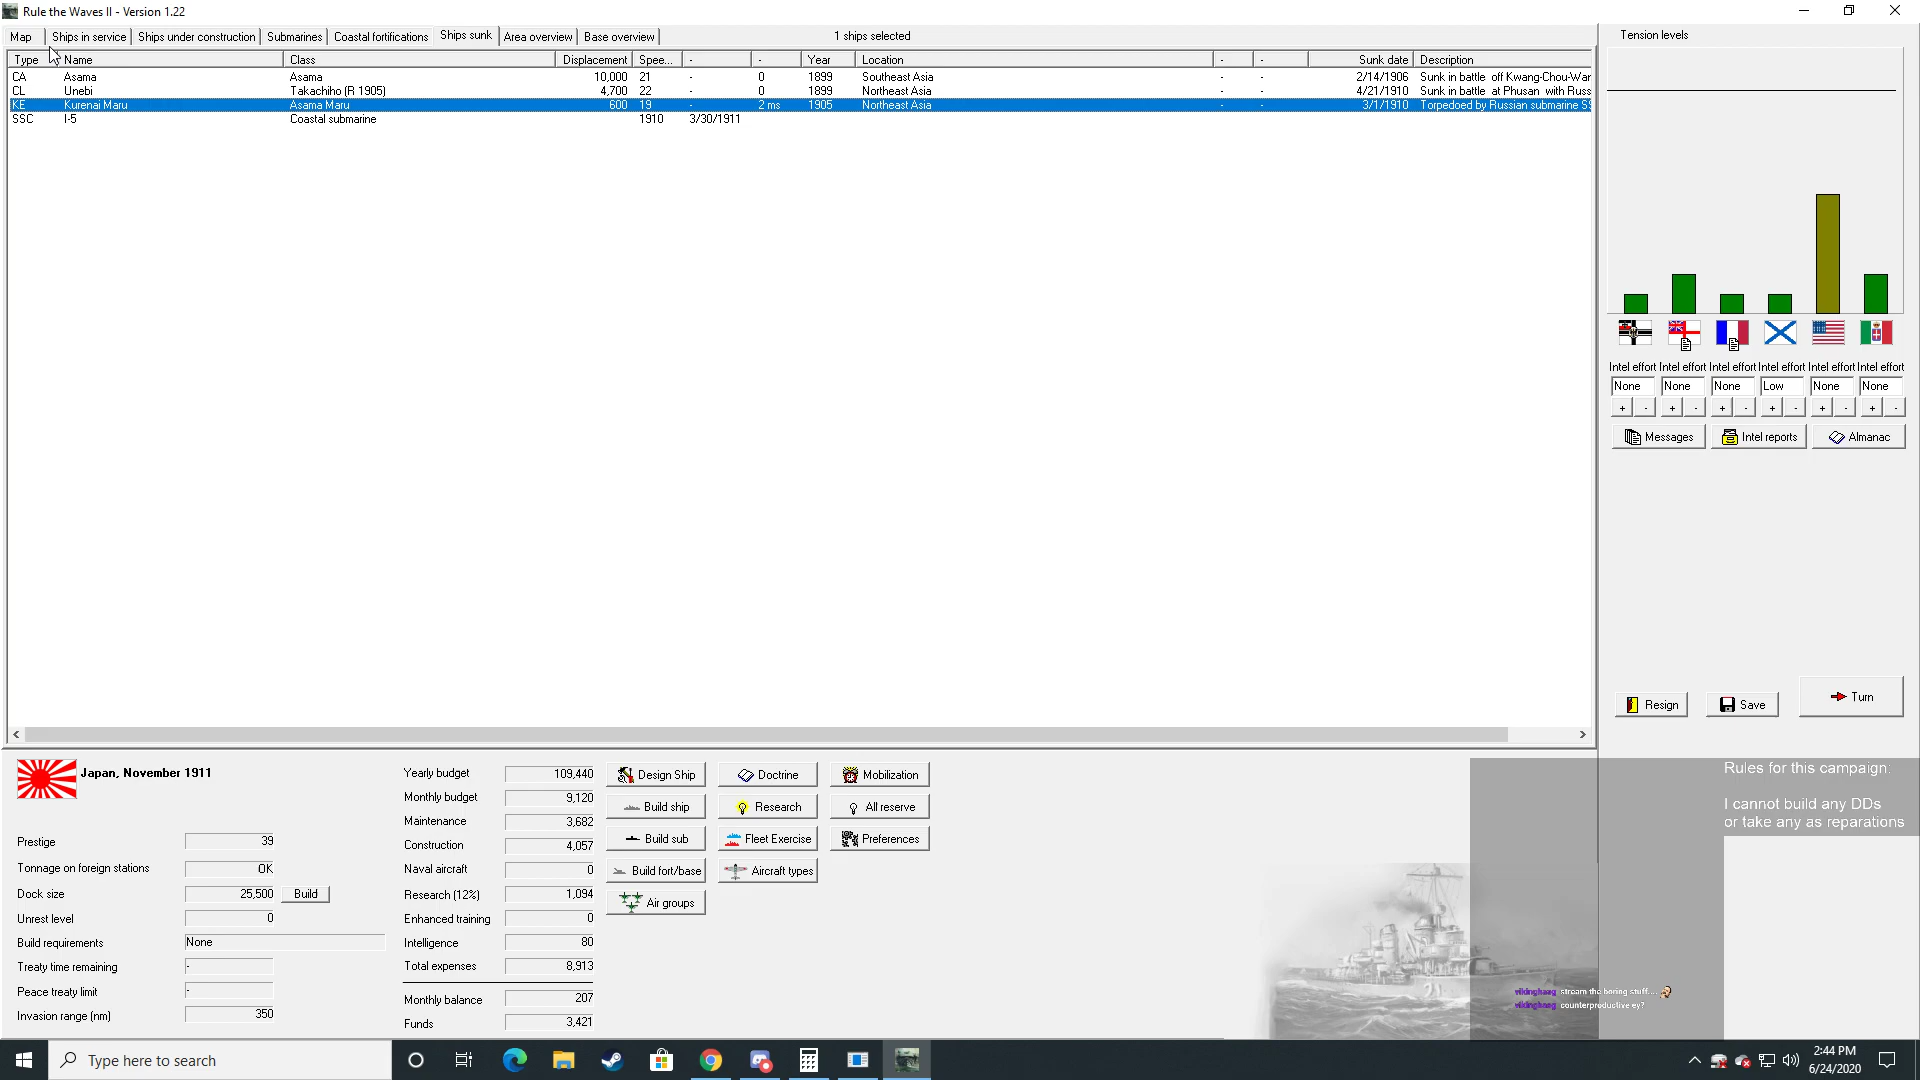 Rule the Waves II - Version 1.22
Map
Ships in service
Ships under construction
Submarines
Coastal fortifications
Ships sunk
Area overview
Base overview
1 ships selected
Type Name Class Displacement Spee... - - Year Location - - Sunk date Description
CA Asama Asama 10,000 21 - 0 1899 Southeast Asia - - 2/14/1906 Sunk in battle off Kwang-Chou-War
CL Unebi Takachiho (R 1905) 4,700 22 - 0 1899 Northeast Asia - - 4/21/1910 Sunk in battle at Phusan with Russ
KE Kurenai Maru Asama Maru 600 19 - 2 ms 1905 Northeast Asia - - 3/1/1910 Torpedoed by Russian submarine SS
SSC I-5 Coastal submarine 1910 3/30/1911
Tension levels
Intel effort Intel effort Intel effort Intel effort Intel effort Intel effort
None None None Low None None
+ - + - + - + - + - + -
Messages
Intel reports
Almanac
Resign
Save
Turn
Japan, November 1911
Prestige 39
Tonnage on foreign stations OK
Dock size 25,500 Build
Unrest level 0
Build requirements None
Treaty time remaining -
Peace treaty limit -
Invasion range (nm) 350
Yearly budget 109,440
Monthly budget 9,120
Maintenance 3,682
Construction 4,057
Naval aircraft 0
Research (12%) 1,094
Enhanced training 0
Intelligence 80
Total expenses 8,913
Monthly balance 207
Funds 3,421
Design Ship
Doctrine
Mobilization
Build ship
Research
All reserve
Build sub
Fleet Exercise
Preferences
Build fort/base
Aircraft types
Air groups
Rules for this campaign.
I cannot build any DDs
or take any as reparations
stream the boring stuff....
counterproductive ey?
Type here to search
2:44 PM
6/24/2020